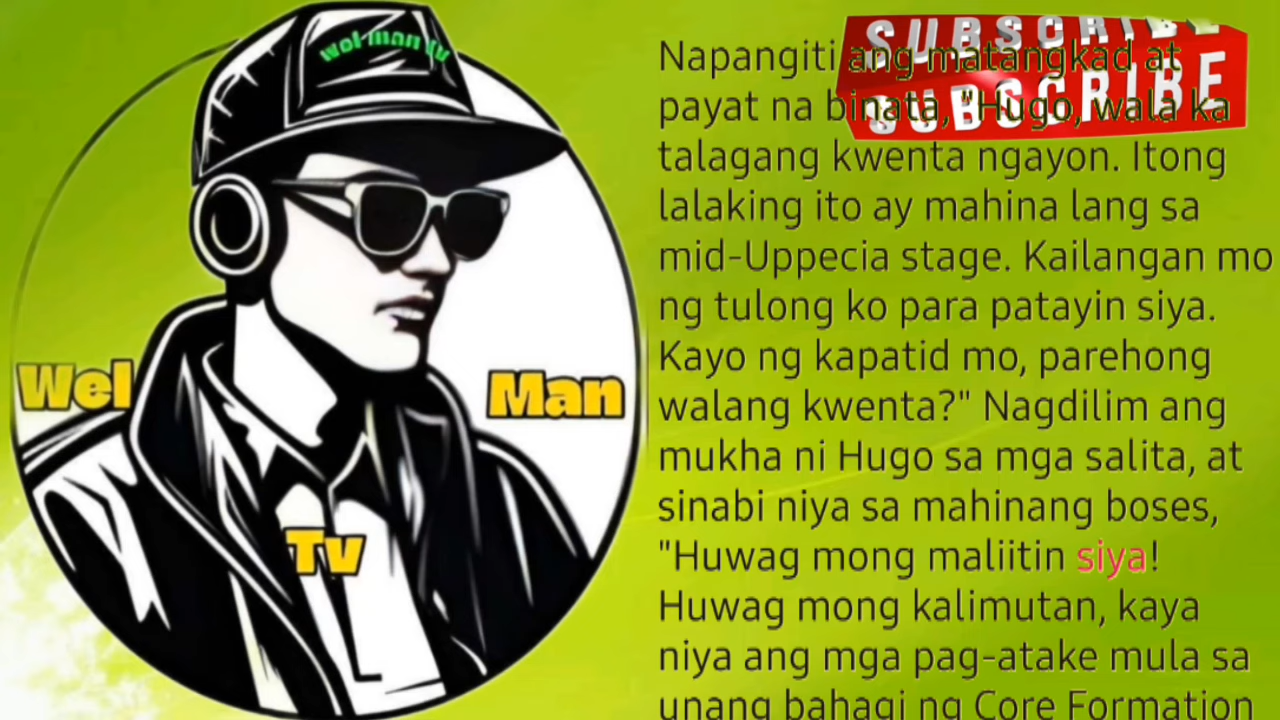 wel man tv
Wel
Man
Tv
SUBSCRIBE
SUBSCRIBE
Napangiti ang matangkad at
payat na binata, "Hugo, wala ka
talagang kwenta ngayon. Itong
lalaking ito ay mahina lang sa
mid-Uppecia stage. Kailangan mo
ng tulong ko para patayin siya.
Kayo ng kapatid mo, parehong
walang kwenta?" Nagdilim ang
mukha ni Hugo sa mga salita, at
sinabi niya sa mahinang boses,
"Huwag mong maliitin siya!
Huwag mong kalimutan, kaya
niya ang mga pag-atake mula sa
unang bahagi ng Core Formation